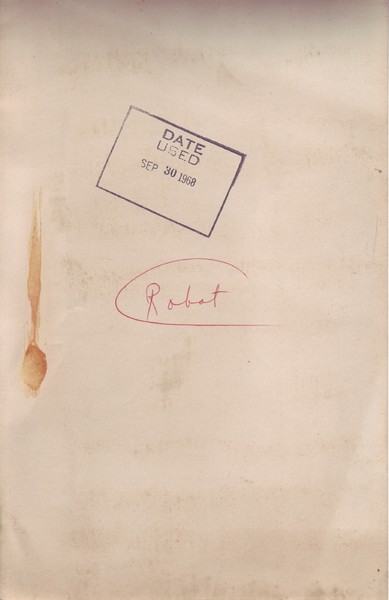 DATE
USED
SEP 30 1968
Robot